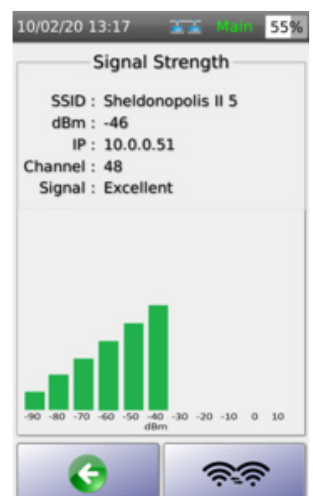 10/02/20 13:17 Main 55%
Signal Strength
SSID : Sheldonopolis II 5
dBm : -46
IP : 10.0.0.51
Channel : 48
Signal : Excellent
-90 -80 -70 -60 -50 -40 -30 -20 -10 0 10
dBm